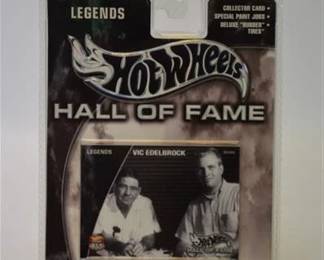 LEGENDS
COLLECTOR CARD •
SPECIAL PAINT JOBS •
DELUXE "RUBBER" TIRES •
Hot Wheels
HALL OF FAME
LEGENDS VIC EDELBROCK